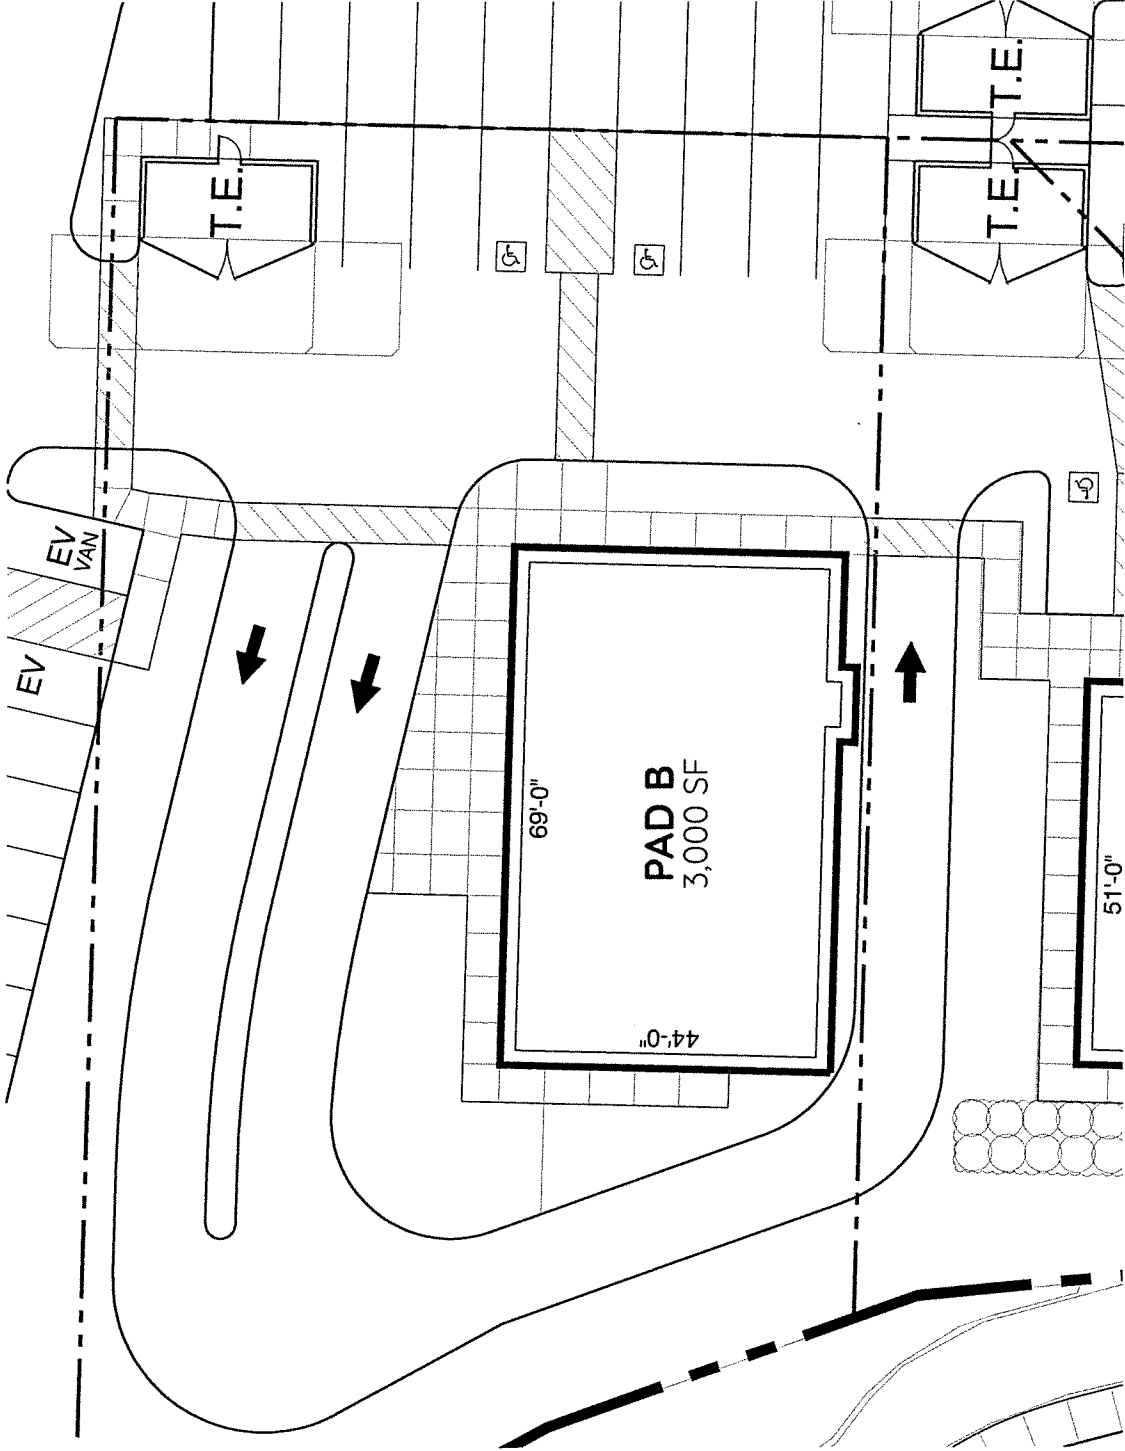 T.E.
T.E.
T.E.
EV
VAN
EV
69'-0"
PAD B
3,000 SF
51'-0"
44'-0"